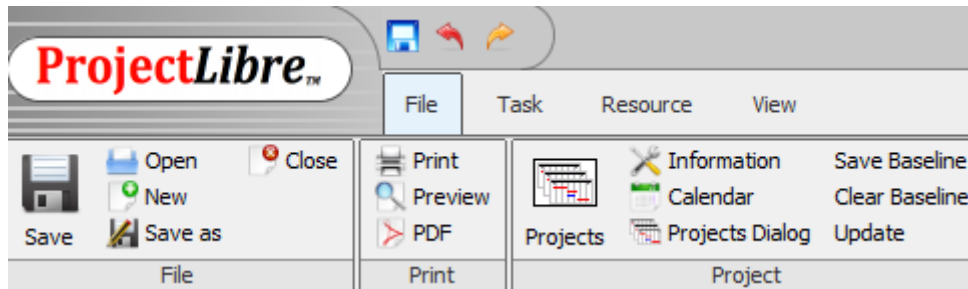 ProjectLibre™
File Task Resource View
Open Close Print Information Save Baseline
New Preview Calendar Clear Baseline
Save Save as PDF Projects Projects Dialog Update
File Print Project